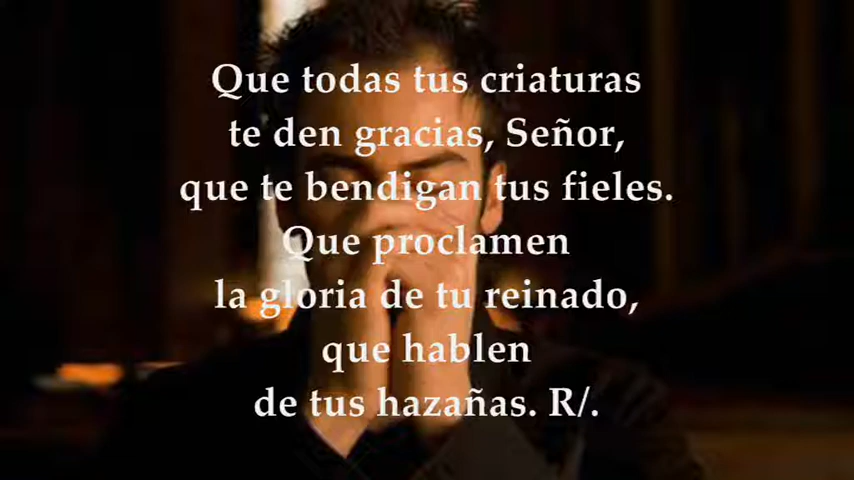 Que todas tus criaturas
te den gracias, Señor,
que te bendigan tus fieles.
Que proclamen
la gloria de tu reinado,
que hablen
de tus hazañas. R/.